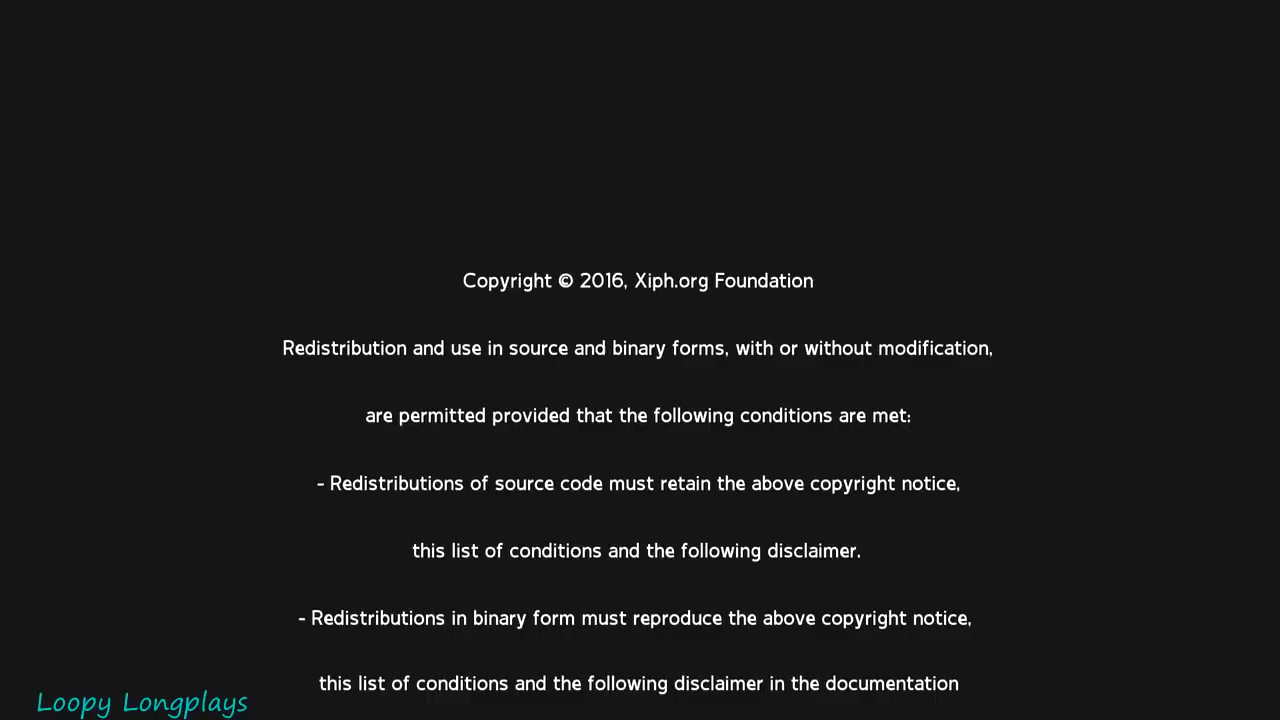 Copyright © 2016, Xiph.org Foundation
Redistribution and use in source and binary forms, with or without modification,
are permitted provided that the following conditions are met:
- Redistributions of source code must retain the above copyright notice,
this list of conditions and the following disclaimer.
- Redistributions in binary form must reproduce the above copyright notice,
this list of conditions and the following disclaimer in the documentation
Loopy Longplays